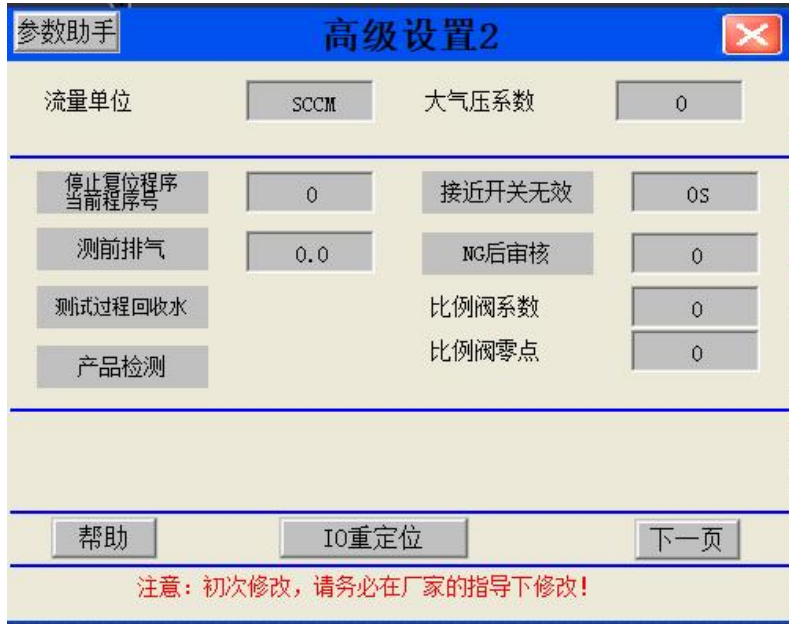 参数助手 高级设置2
流量单位 SCCM 大气压系数 0
停止复位程序
当前程序号 0 接近开关无效 0S
测前排气 0.0 NG后审核 0
测试过程回收水 比例阀系数 0
产品检测 比例阀零点 0
帮助 IO重定位 下一页
注意：初次修改，请务必在厂家的指导下修改！